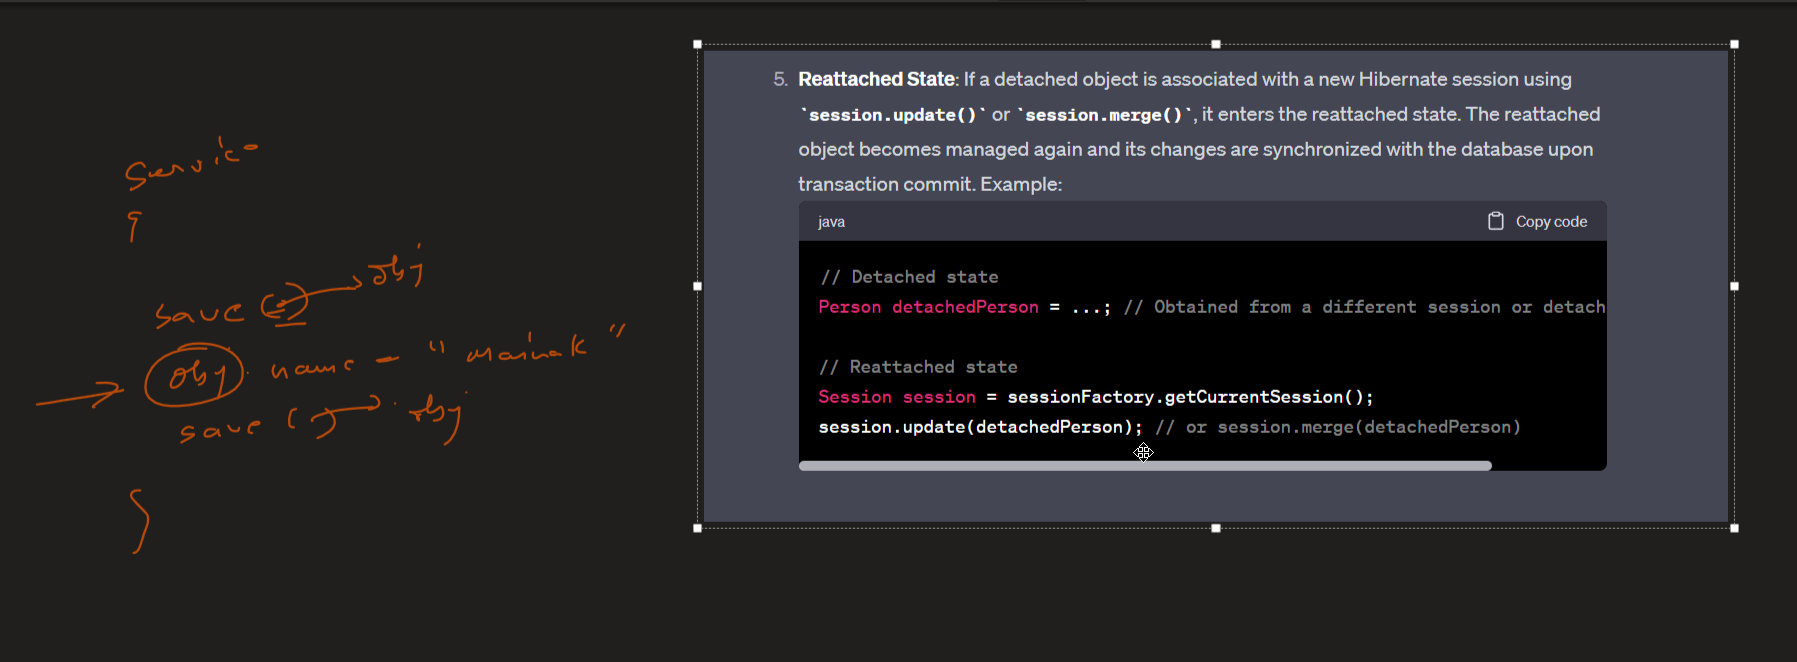 Service
{
save ( ) → obj
obj. name = "mainak"
save ( ) → obj
}
5. Reattached State: If a detached object is associated with a new Hibernate session using
`session.update()` or `session.merge()`, it enters the reattached state. The reattached
object becomes managed again and its changes are synchronized with the database upon
transaction commit. Example:
java
Copy code
// Detached state
Person detachedPerson = ...; // Obtained from a different session or detach
// Reattached state
Session session = sessionFactory.getCurrentSession();
session.update(detachedPerson); // or session.merge(detachedPerson)